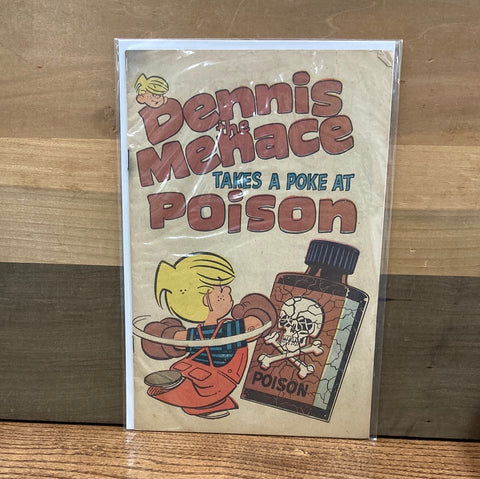 Dennis
the
Menace
TAKES A POKE AT
Poison
POISON